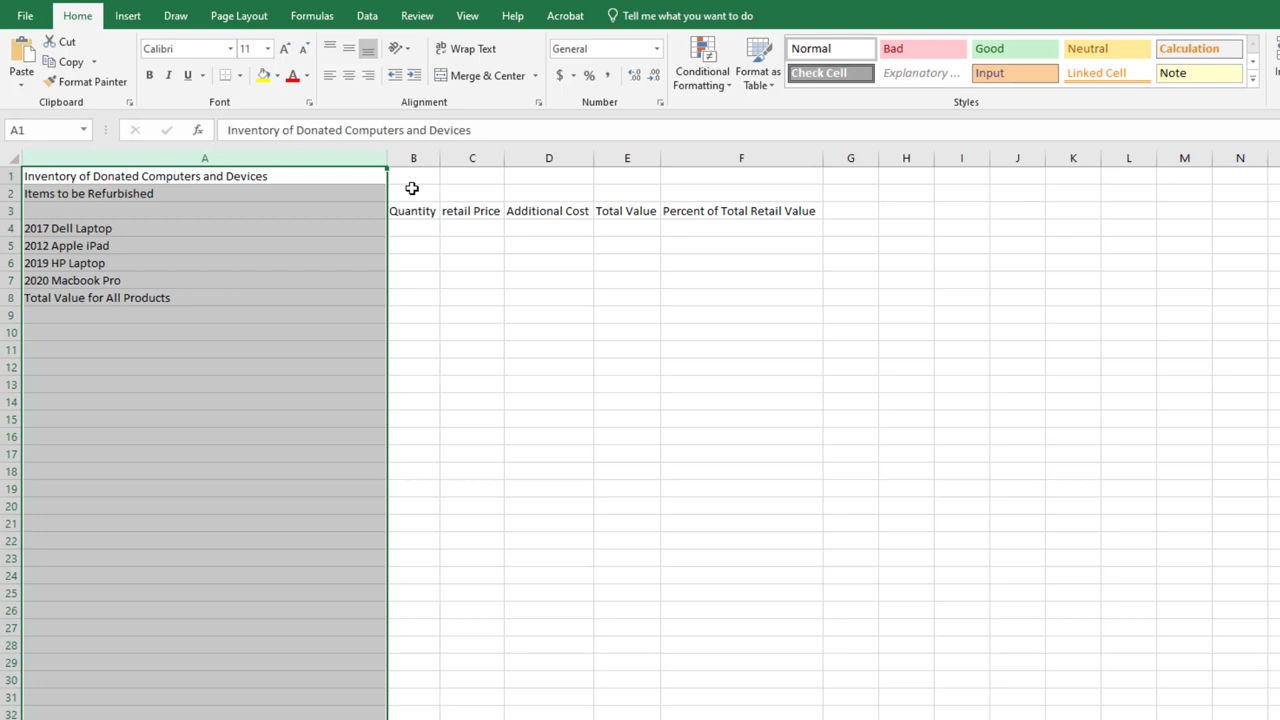 File Home Insert Draw Page Layout Formulas Data Review View Help Acrobat Tell me what you want to do
Cut
Copy
Format Painter
Paste
Clipboard
Calibri 11 A A
B I U A
Font
ab Wrap Text
Merge & Center
Alignment
General
$ % , .0 .00 .00 .0
Number
Conditional Formatting
Format as Table
Normal Bad Good Neutral Calculation
Check Cell Explanatory ... Input Linked Cell Note
Styles
A1 fx Inventory of Donated Computers and Devices
A B C D E F G H I J K L M N
1 Inventory of Donated Computers and Devices
2 Items to be Refurbished
3 Quantity retail Price Additional Cost Total Value Percent of Total Retail Value
4 2017 Dell Laptop
5 2012 Apple iPad
6 2019 HP Laptop
7 2020 Macbook Pro
8 Total Value for All Products
9
10
11
12
13
14
15
16
17
18
19
20
21
22
23
24
25
26
27
28
29
30
31
32